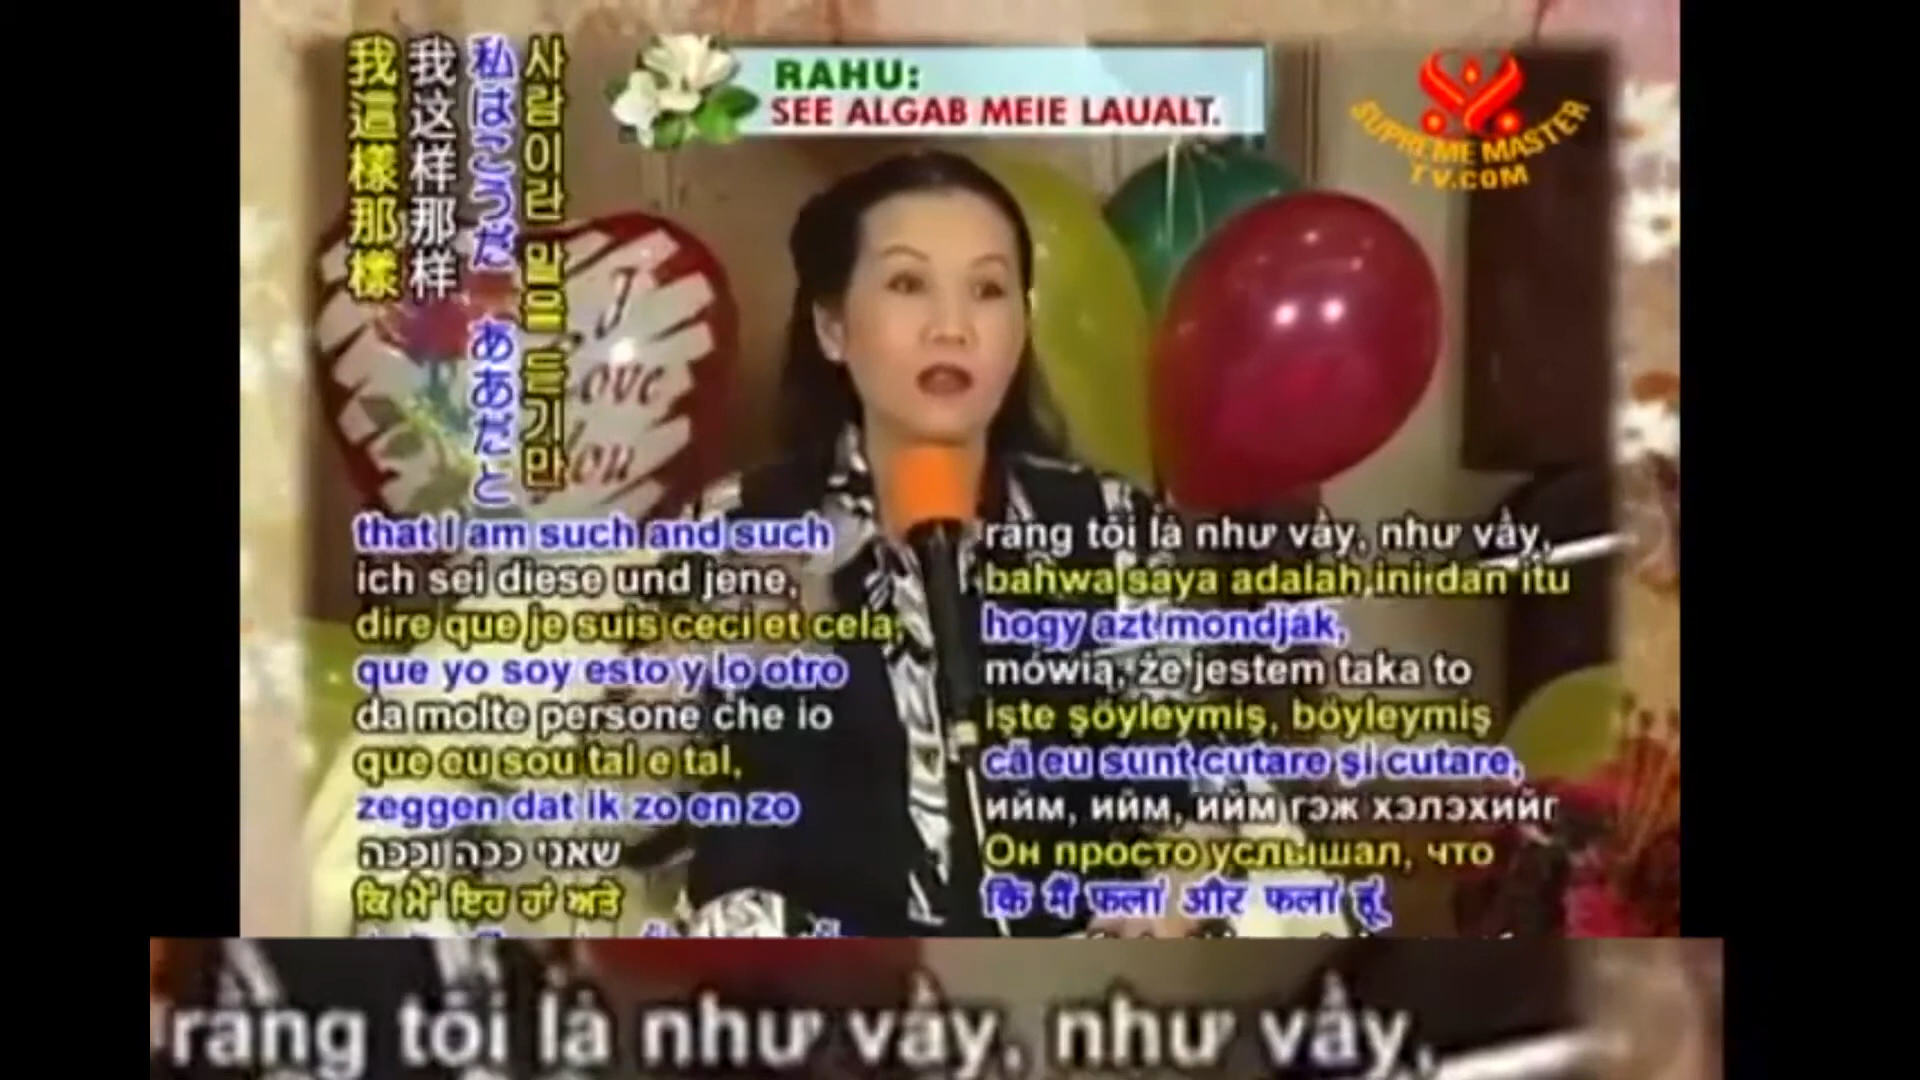 我這樣那樣
我这样那样
私はこうだ ああだと
사람이란 말을 듣기만
RAHU:
SEE ALGAB MEIE LAUALT.
SUPREME MASTER
TV.COM
I
Love
You
that I am such and such
ich sei diese und jene,
dire que je suis ceci et cela,
que yo soy esto y lo otro
da molte persone che io
que eu sou tal e tal,
zeggen dat ik zo en zo
שאני ככה וככה
ਕਿ ਮੈਂ ਇਹ ਹਾਂ ਅਤੇ
rằng tôi là như vầy, như vầy,
bahwa saya adalah ini dan itu
hogy azt mondják,
mówią, że jestem taka to
işte şöyleymiş, böyleymiş
că eu sunt cutare şi cutare,
ийм, ийм, ийм гэж хэлэхийг
Он просто услышал, что
कि मैं फलां और फलां हूं,
rằng tôi là như vầy, như vầy,